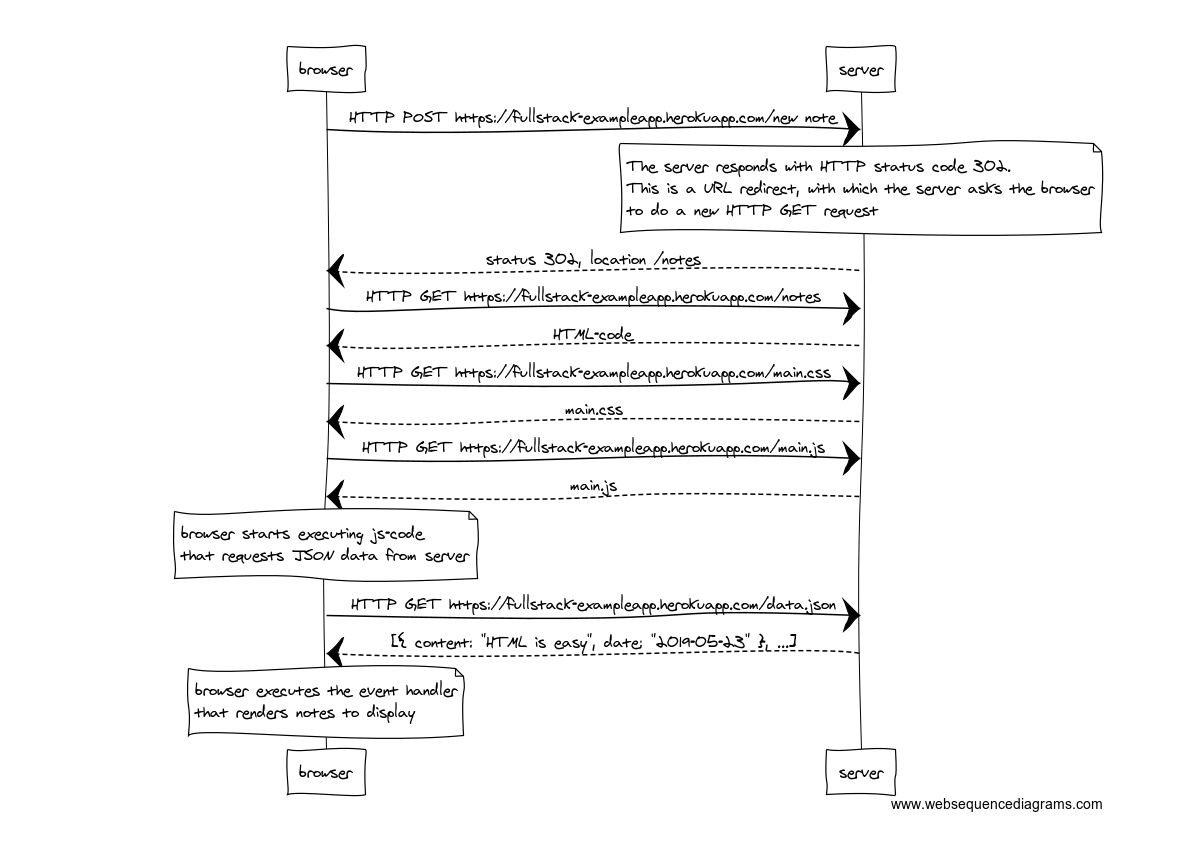 browser
server
HTTP POST https://fullstack-exampleapp.herokuapp.com/new note
The server responds with HTTP status code 302.
This is a URL redirect, with which the server asks the browser
to do a new HTTP GET request
status 302, location /notes
HTTP GET https://fullstack-exampleapp.herokuapp.com/notes
HTML-code
HTTP GET https://fullstack-exampleapp.herokuapp.com/main.css
main.css
HTTP GET https://fullstack-exampleapp.herokuapp.com/main.js
main.js
browser starts executing js-code
that requests JSON data from server
HTTP GET https://fullstack-exampleapp.herokuapp.com/data.json
[{ content: "HTML is easy", date: "2019-05-23" }, ...]
browser executes the event handler
that renders notes to display
browser
server
www.websequencediagrams.com